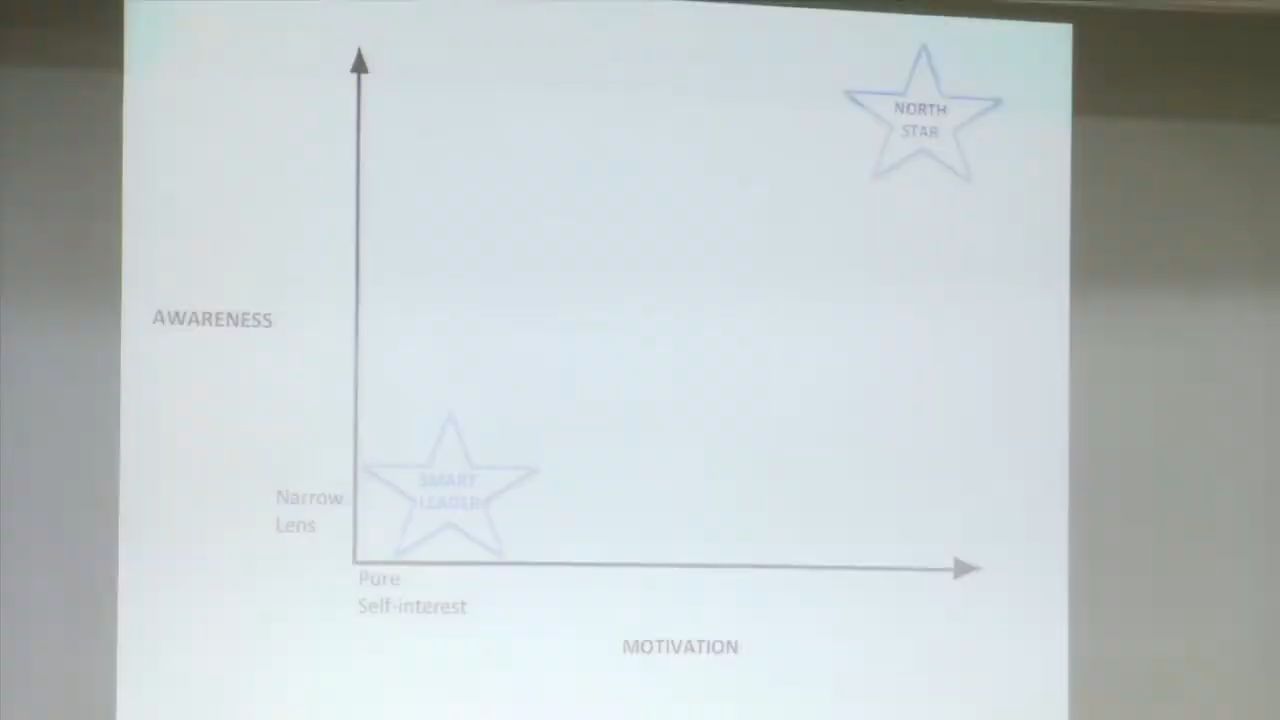 NORTH
STAR
AWARENESS
SMART
LEADER
Narrow
Lens
Pure
Self-interest
MOTIVATION